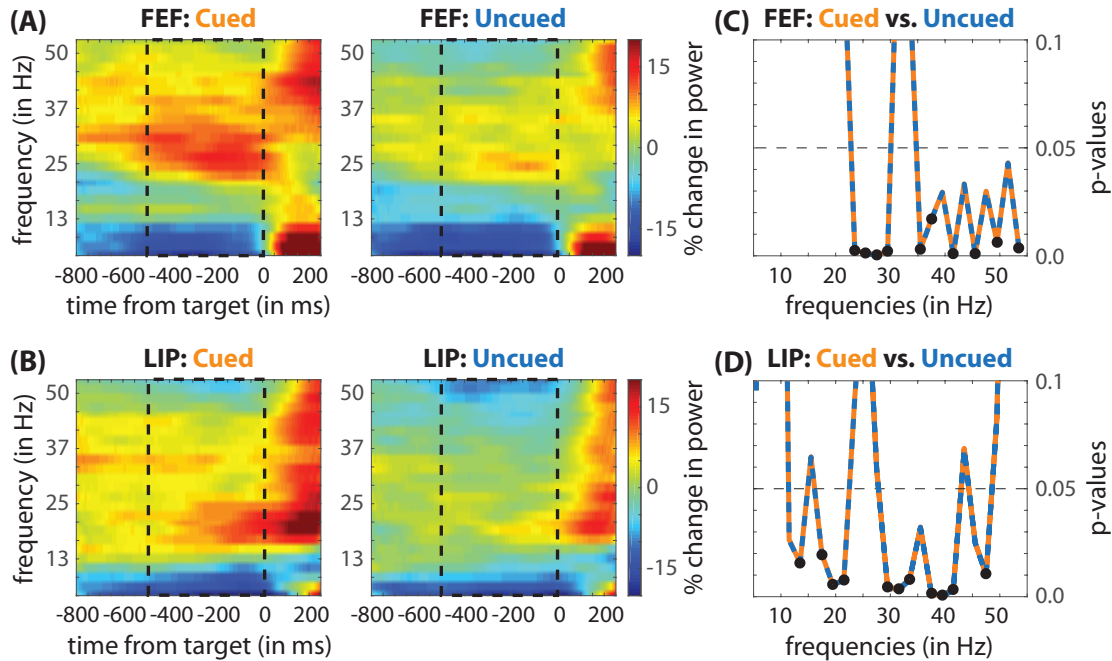 (A)
FEF: Cued
FEF: Uncued
(C) FEF: Cued vs. Uncued
frequency (in Hz)
50
37
25
13
-800 -600 -400 -200 0 200
-800 -600 -400 -200 0 200
time from target (in ms)
15
0
-15
% change in power
0.1
0.05
0.0
p-values
10 20 30 40 50
frequencies (in Hz)
(B)
LIP: Cued
LIP: Uncued
(D) LIP: Cued vs. Uncued
frequency (in Hz)
50
37
25
13
-800 -600 -400 -200 0 200
-800 -600 -400 -200 0 200
time from target (in ms)
15
0
-15
% change in power
0.1
0.05
0.0
p-values
10 20 30 40 50
frequencies (in Hz)